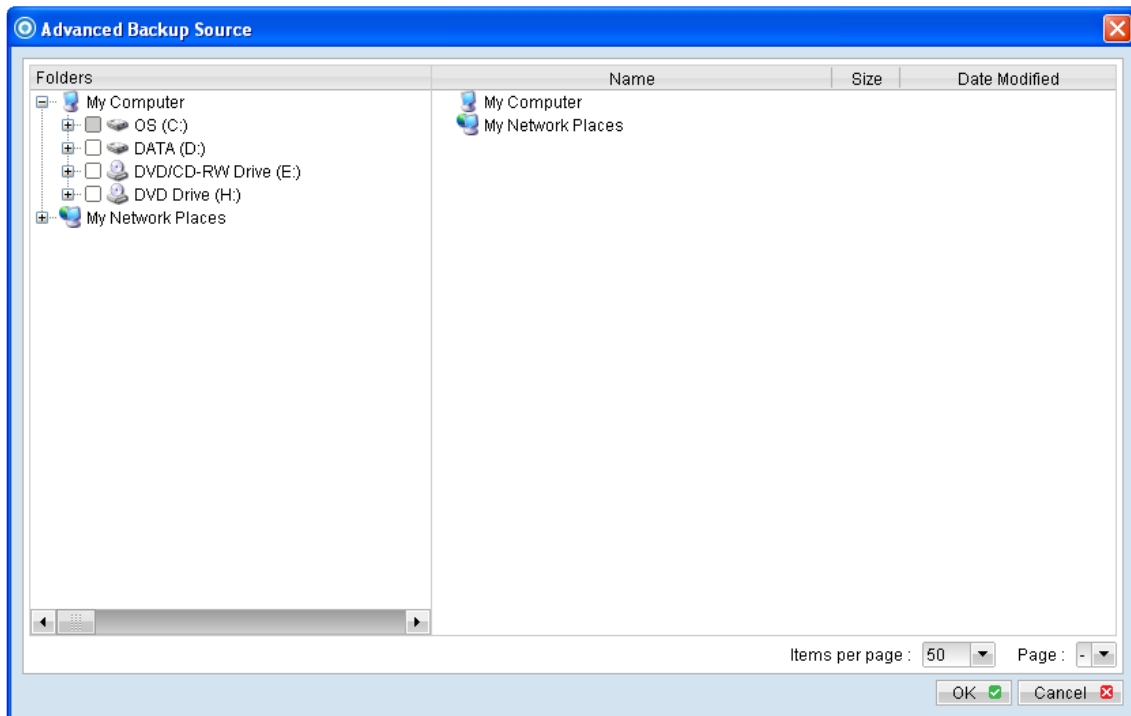 Advanced Backup Source
Folders Name Size Date Modified
My Computer My Computer
OS (C:) My Network Places
DATA (D:)
DVD/CD-RW Drive (E:)
DVD Drive (H:)
My Network Places
Items per page : 50 Page : -
OK Cancel